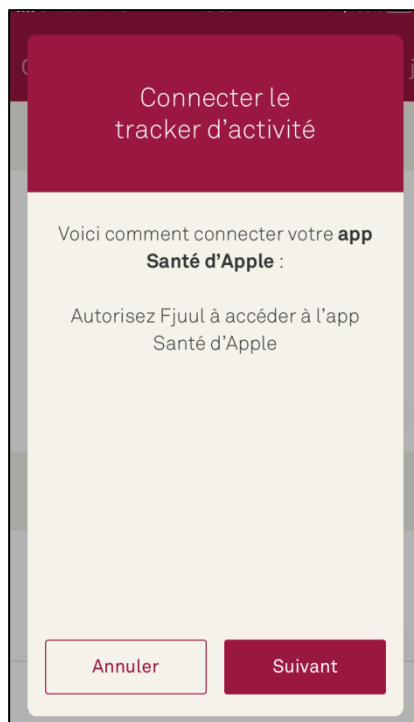 Connecter le
tracker d'activité
Voici comment connecter votre app
Santé d'Apple :
Autorisez Fjuul à accéder à l'app
Santé d'Apple
Annuler
Suivant